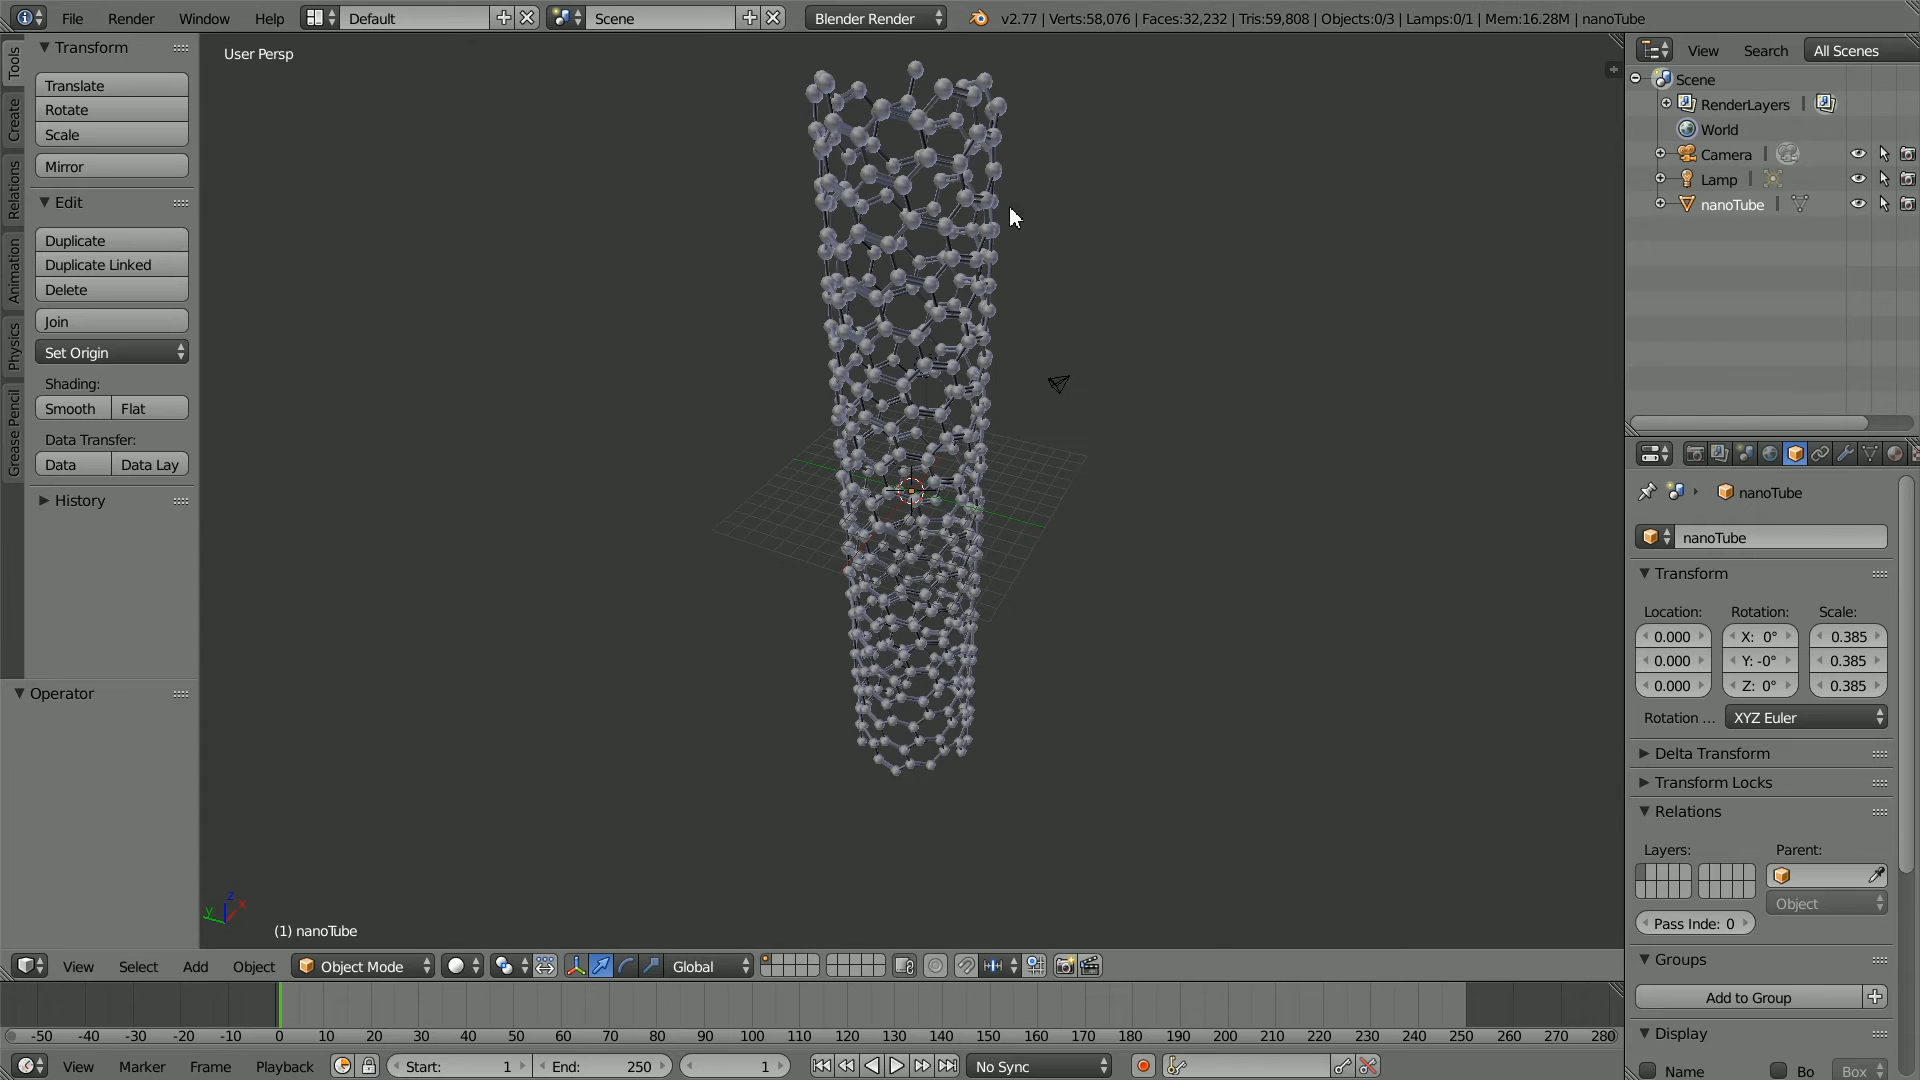 File Render Window Help Default Scene Blender Render v2.77 | Verts:58,076 | Faces:32,232 | Tris:59,808 | Objects:0/3 | Lamps:0/1 | Mem:16.28M | nanoTube
Tools
Create
Relations
Animation
Physics
Grease Pencil
Transform
Translate
Rotate
Scale
Mirror
Edit
Duplicate
Duplicate Linked
Delete
Join
Set Origin
Shading:
Smooth Flat
Data Transfer:
Data Data Lay
History
Operator
User Persp
(1) nanoTube
z
y x
View Search All Scenes
Scene
RenderLayers
World
Camera
Lamp
nanoTube
nanoTube
nanoTube
Transform
Location: Rotation: Scale:
0.000 X: 0° 0.385
0.000 Y: -0° 0.385
0.000 Z: 0° 0.385
Rotation ... XYZ Euler
Delta Transform
Transform Locks
Relations
Layers: Parent:
Object
Pass Inde: 0
Groups
Add to Group
Display
Name Bo Box
View Select Add Object Object Mode Global
-50 -40 -30 -20 -10 0 10 20 30 40 50 60 70 80 90 100 110 120 130 140 150 160 170 180 190 200 210 220 230 240 250 260 270 280
View Marker Frame Playback Start: 1 End: 250 1 No Sync